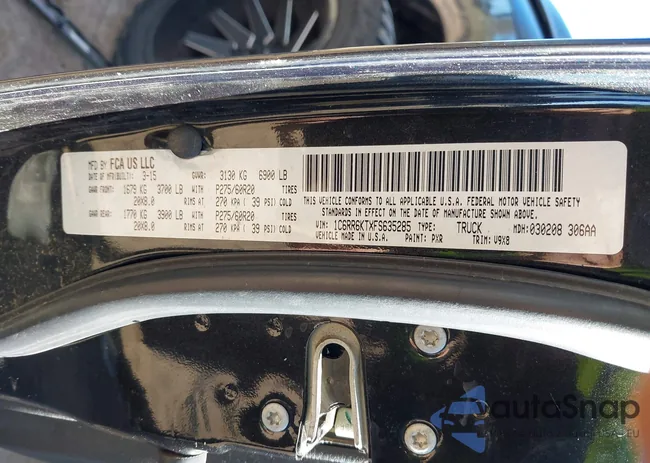 MFD BY FCA US LLC
DATE OF MFR(BUILT): 3-15 GVWR: 3130 KG 6900 LB
GAWR FRONT: 1675 KG 3700 LB WITH P275/60R20 TIRES
20X8.0 RIMS AT 270 KPA ( 39 PSI) COLD
GAWR REAR: 1770 KG 3900 LB WITH P275/60R20 TIRES
20X8.0 RIMS AT 270 KPA ( 39 PSI) COLD
THIS VEHICLE CONFORMS TO ALL APPLICABLE U.S.A. FEDERAL MOTOR VEHICLE SAFETY
STANDARDS IN EFFECT ON THE DATE OF MANUFACTURE SHOWN ABOVE.
VIN: 1C6RR6KTXFS635285 TYPE: TRUCK MDH: 030208 306AA
VEHICLE MADE IN: U.S.A. PAINT: PXR TRIM: V9X8
autoSnap